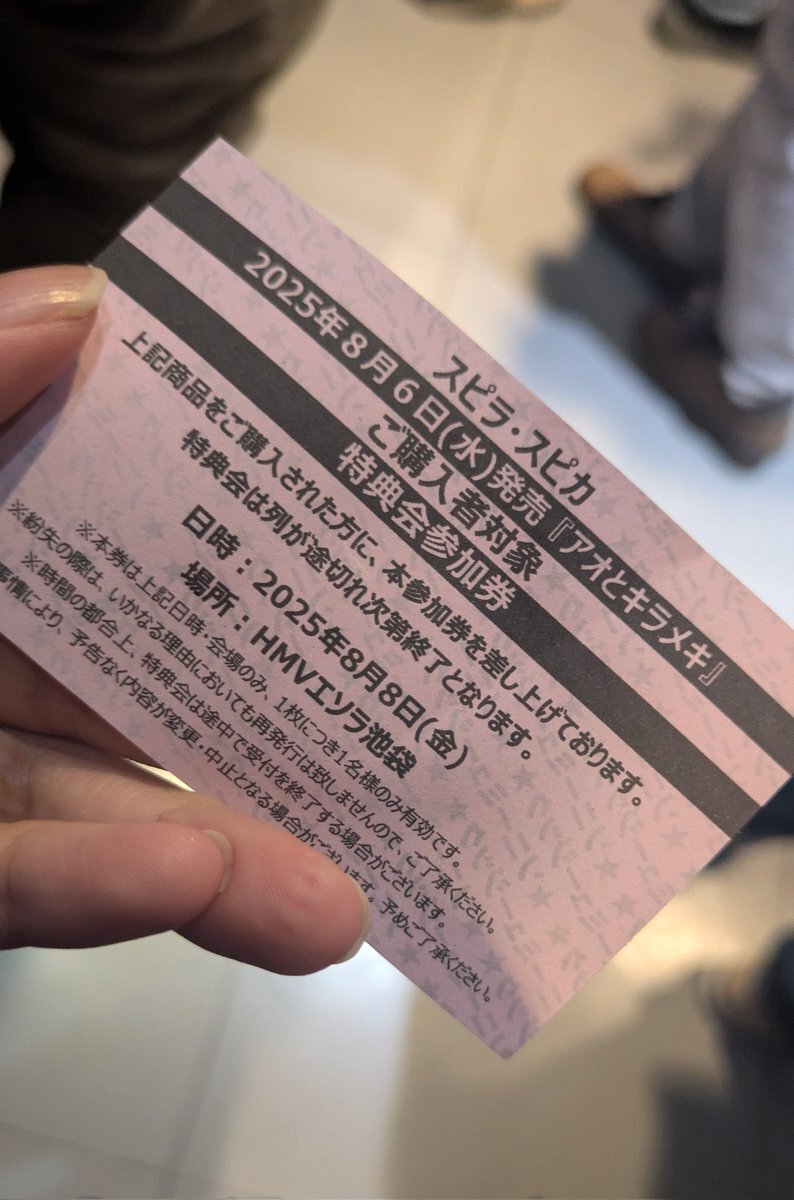 スピラ・スピカ
2025年8月6日(水)発売『アオとキラメキ』
ご購入者対象
特典会参加券
上記商品をご購入された方に、本参加券を差し上げております。
特典会は列が途切れ次第終了となります。
日時：2025年8月8日(金)
場所：HMVエソラ池袋
※本券は上記日時・会場のみ、1枚につき1名様のみ有効です。
※紛失の際は、いかなる理由においても再発行は致しませんので、ご了承ください。
※時間の都合上、特典会は途中で受付を終了する場合がございます。
事情により、予告なく内容が変更・中止となる場合がございます。予めご了承ください。